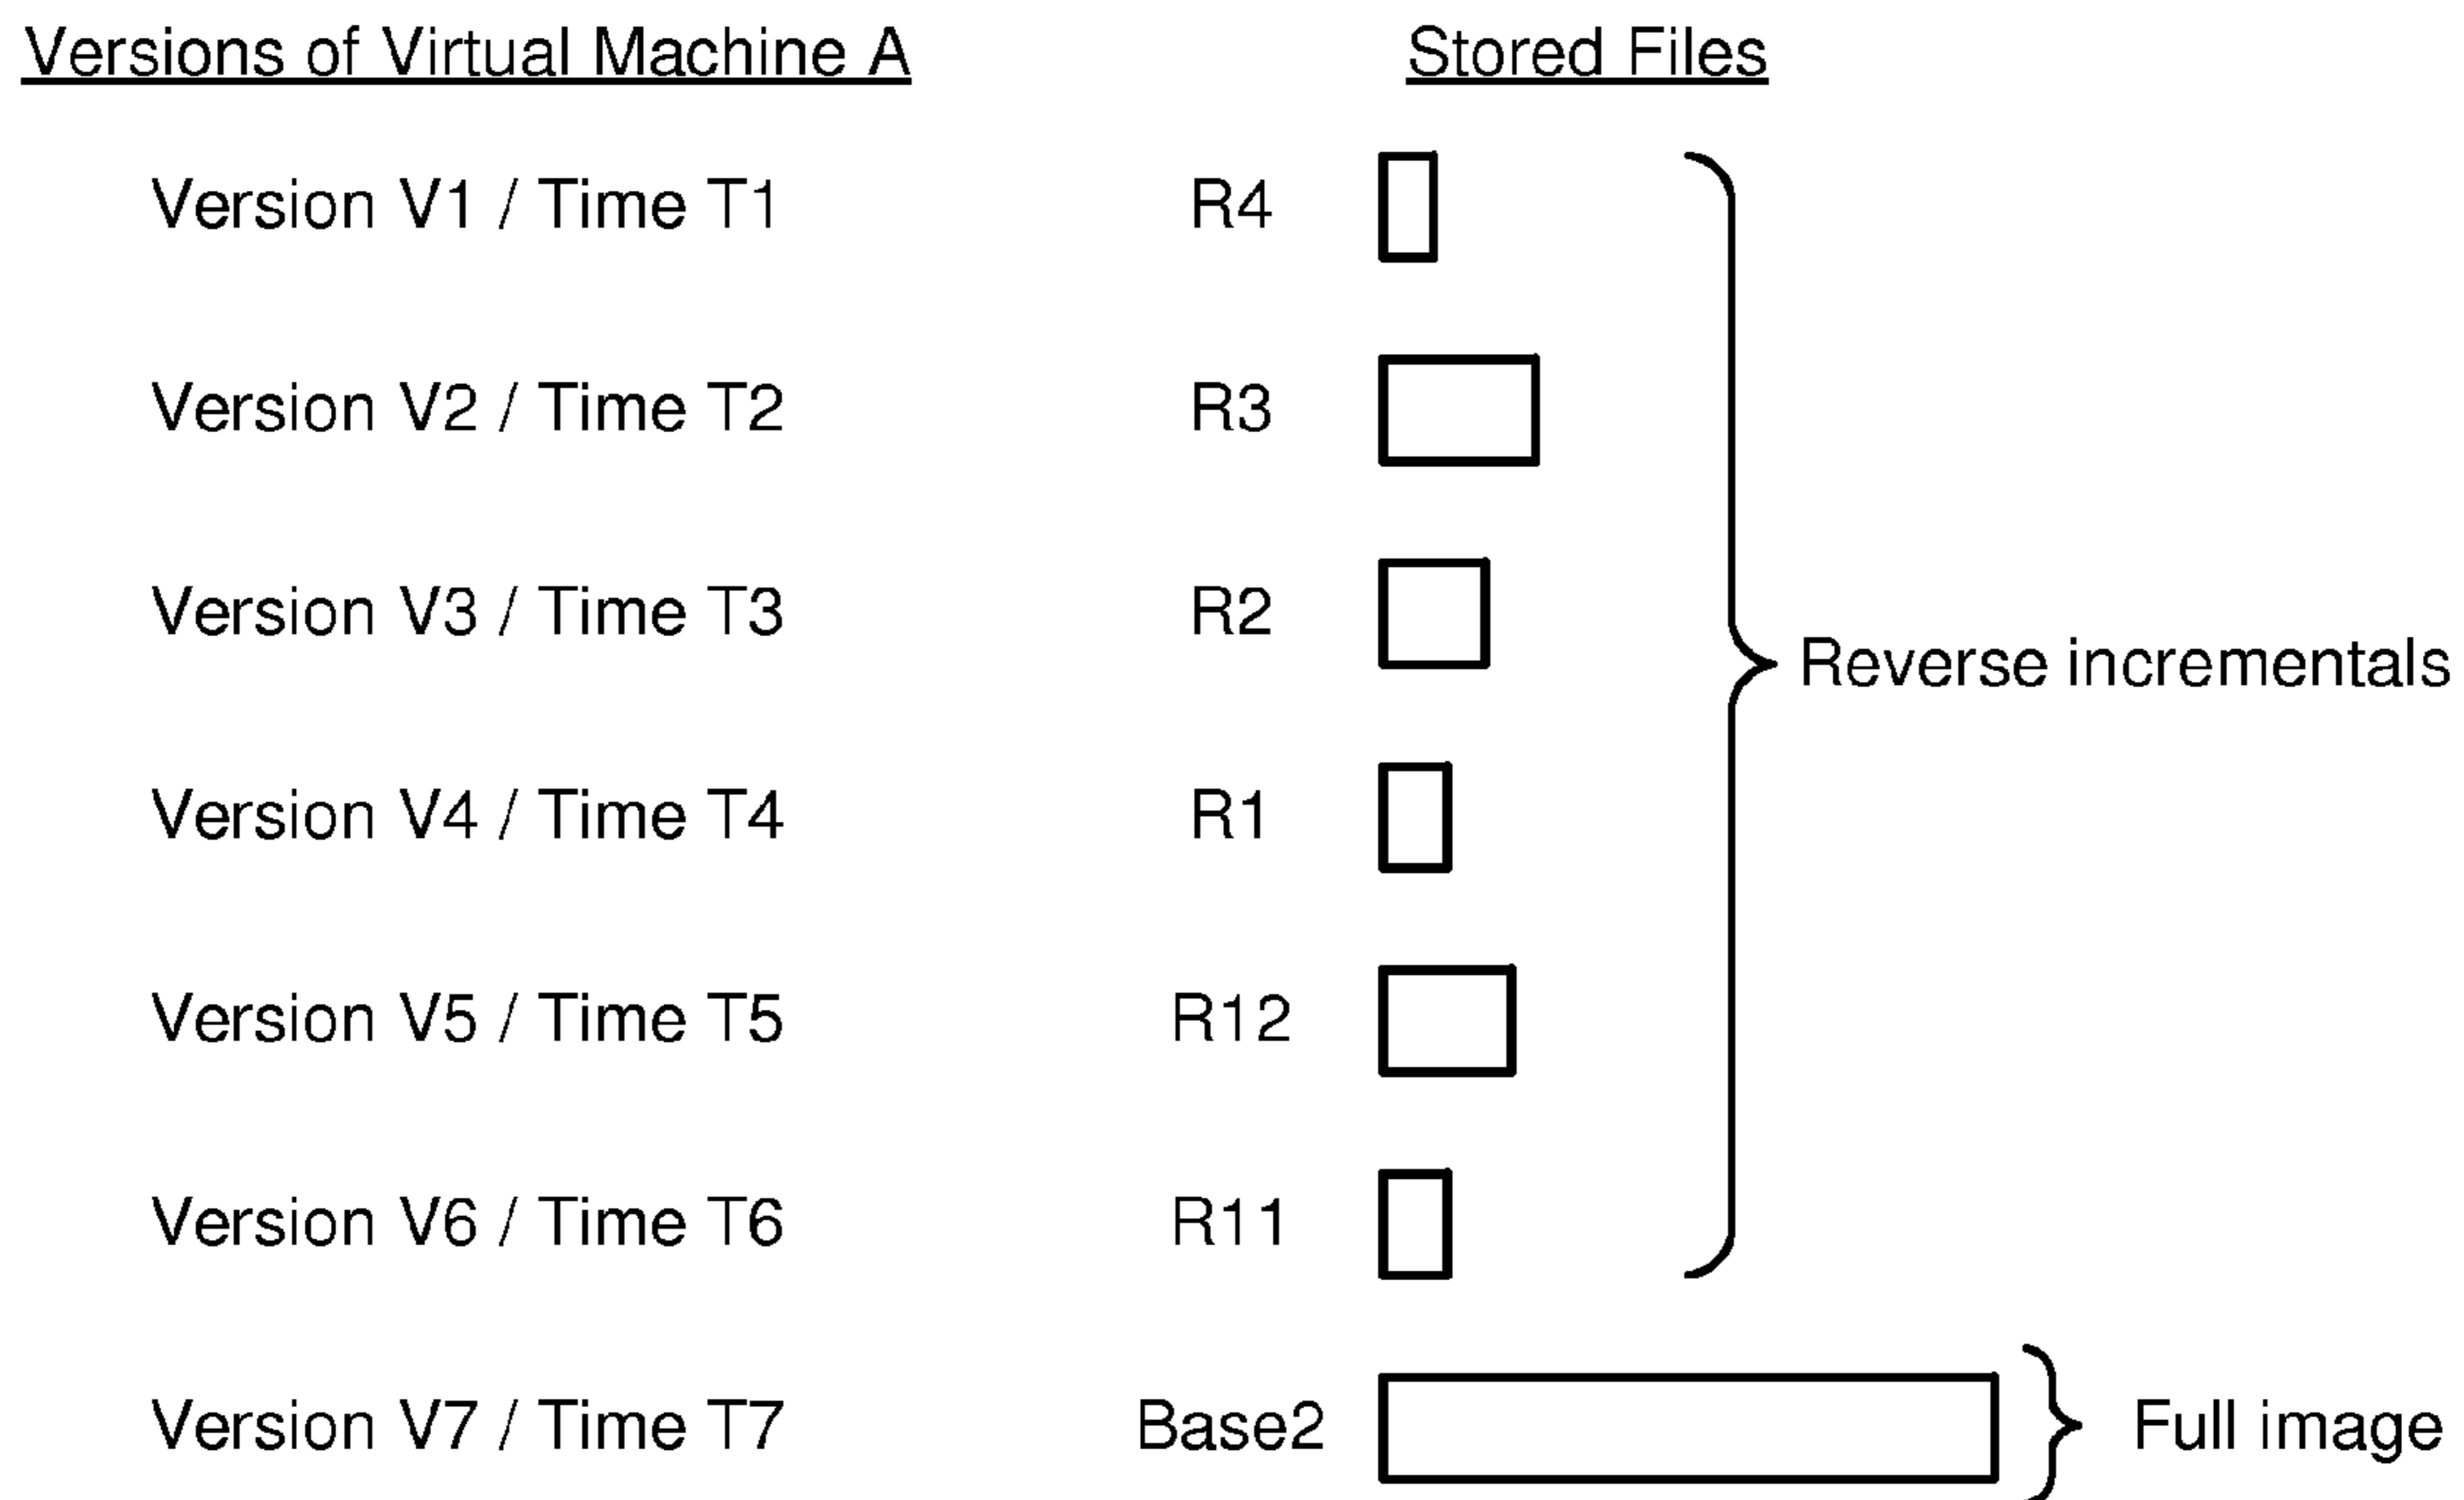 Versions of Virtual Machine A Stored Files
Version V1 / Time T1 R4
Version V2 / Time T2 R3
Version V3 / Time T3 R2
Reverse incrementals
Version V4 / Time T4 R1
Version V5 / Time T5 R12
Version V6 / Time T6 R11
Version V7 / Time T7 Base2 Full image